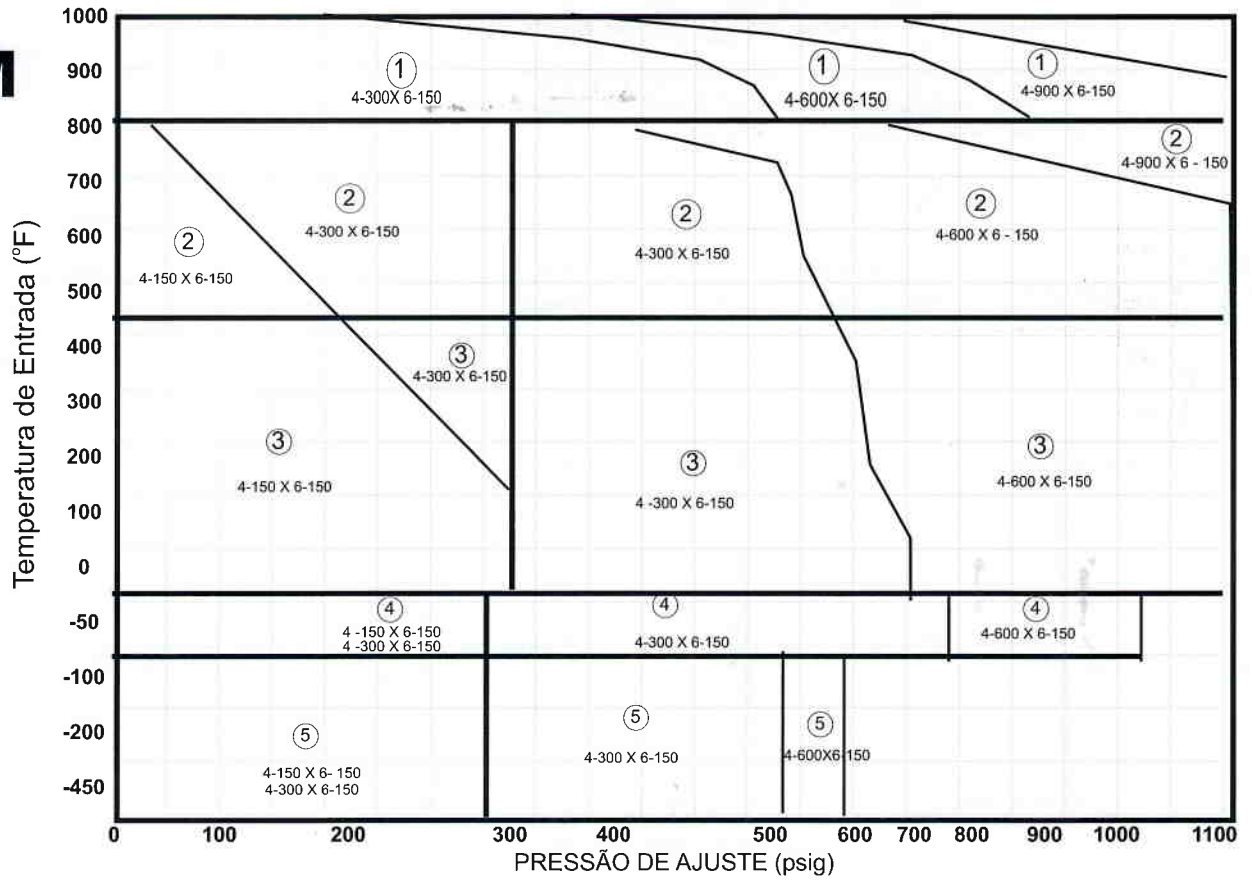 1000
900
800
700
600
500
400
300
200
100
0
-50
-100
-200
-450
Temperatura de Entrada (°F)
M
1
4-300X 6-150
1
4-600X 6-150
1
4-900 X 6-150
2
4-150 X 6-150
2
4-300 X 6-150
2
4-300 X 6-150
2
4-600 X 6 - 150
2
4-900 X 6 - 150
3
4-150 X 6-150
3
4-300 X 6-150
3
4 -300 X 6-150
3
4-600 X 6-150
4
4 -150 X 6-150
4 -300 X 6-150
4
4-300 X 6-150
4
4-600 X 6-150
5
4-150 X 6- 150
4-300 X 6-150
5
4-300 X 6-150
5
4-600X6-150
0 100 200 300 400 500 600 700 800 900 1000 1100
PRESSÃO DE AJUSTE (psig)